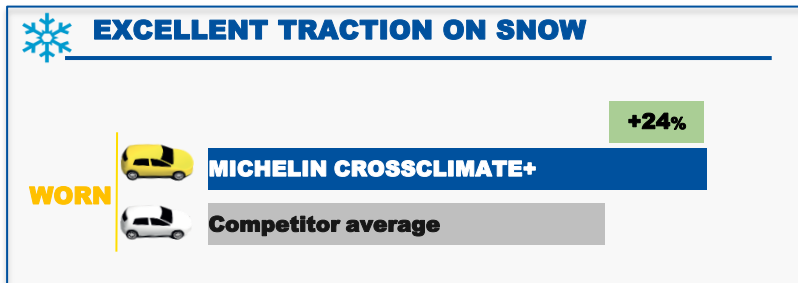 EXCELLENT TRACTION ON SNOW
+24%
MICHELIN CROSSCLIMATE+
WORN
Competitor average